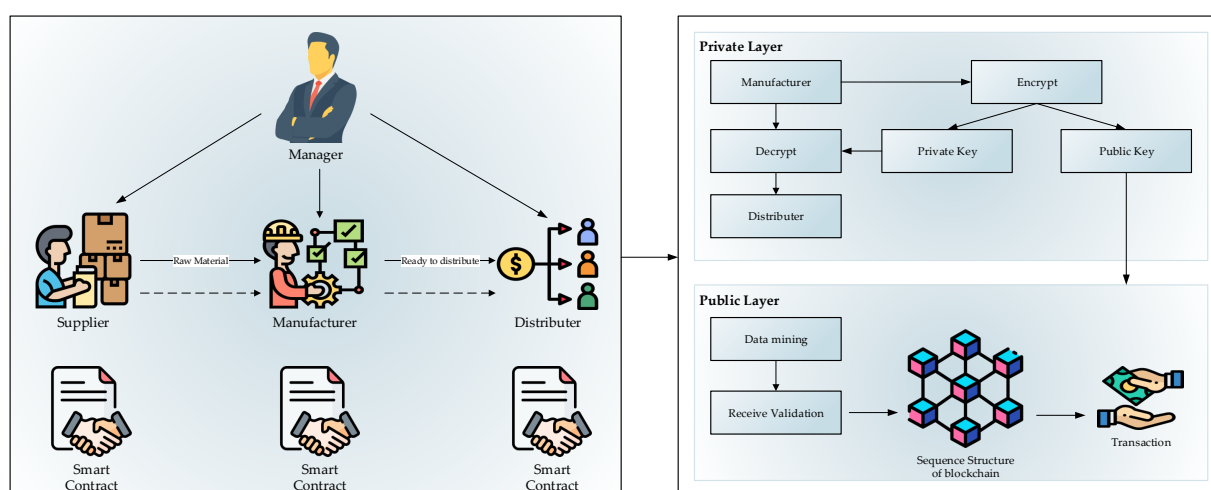 Manager
Raw Material
Ready to distribute
Supplier
Manufacturer
Distributer
Smart
Contract
Smart
Contract
Smart
Contract
Private Layer
Manufacturer
Encrypt
Decrypt
Private Key
Public Key
Distributer
Public Layer
Data mining
Receive Validation
Sequence Structure
of blockchain
Transaction